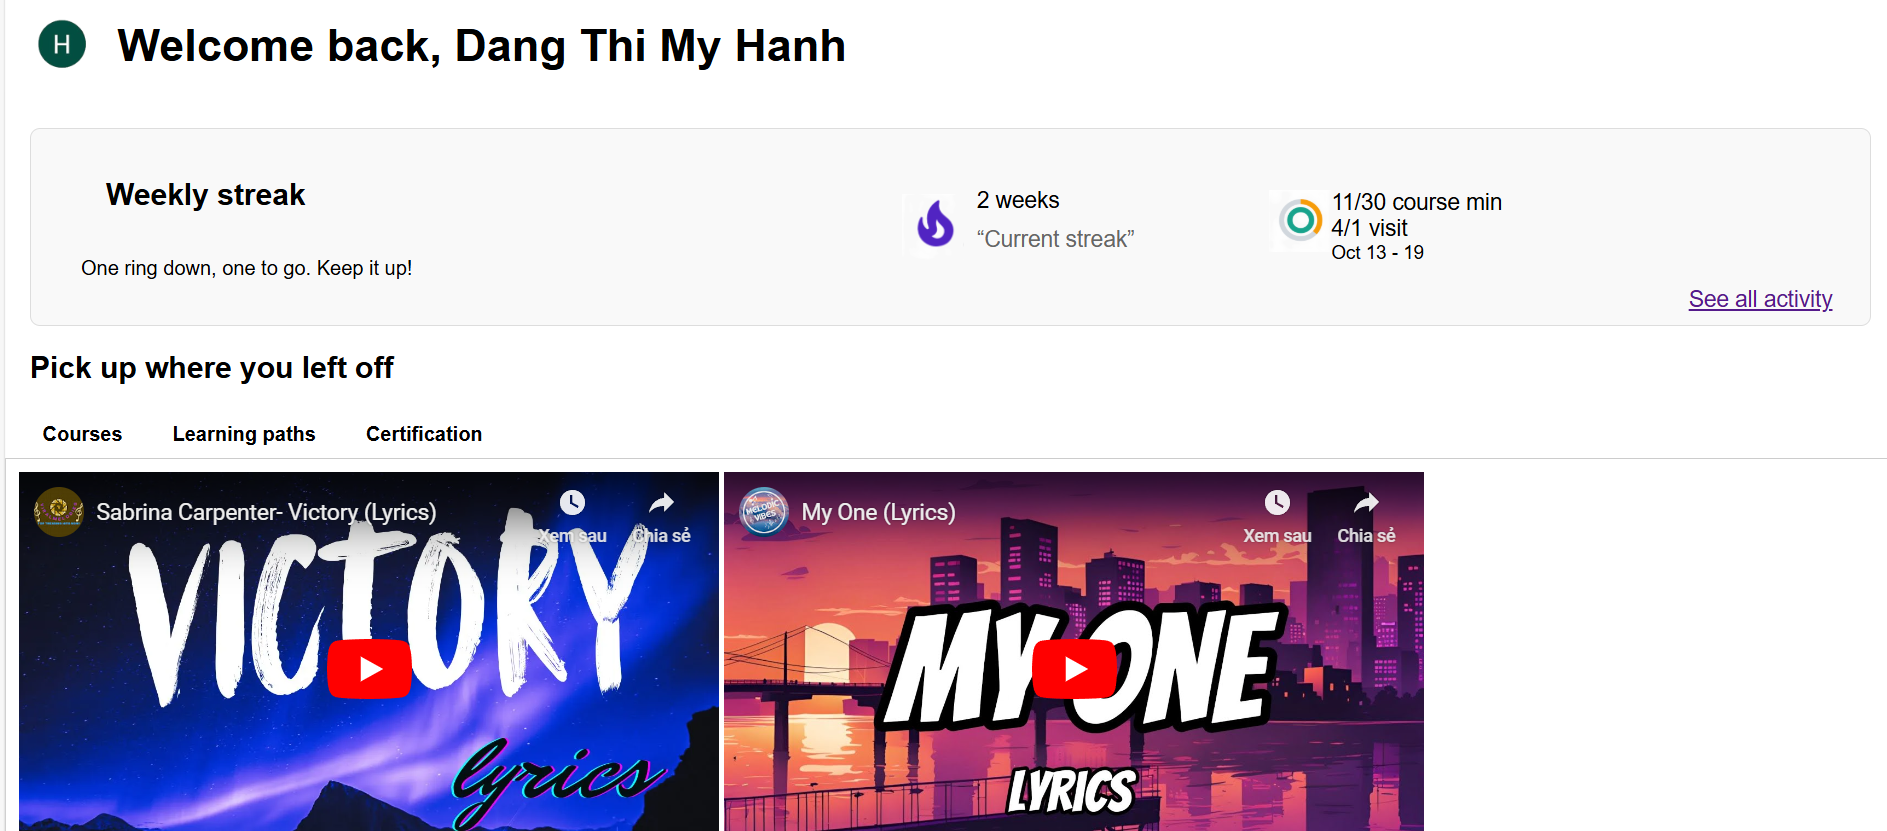 H
Welcome back, Dang Thi My Hanh
Weekly streak
One ring down, one to go. Keep it up!
2 weeks
“Current streak”
11/30 course min
4/1 visit
Oct 13 - 19
See all activity
Pick up where you left off
Courses Learning paths Certification
Sabrina Carpenter- Victory (Lyrics)
Xem sau Chia sẻ
VICTORY
lyrics
MELODIC VIBES
My One (Lyrics)
Xem sau Chia sẻ
MY ONE
LYRICS